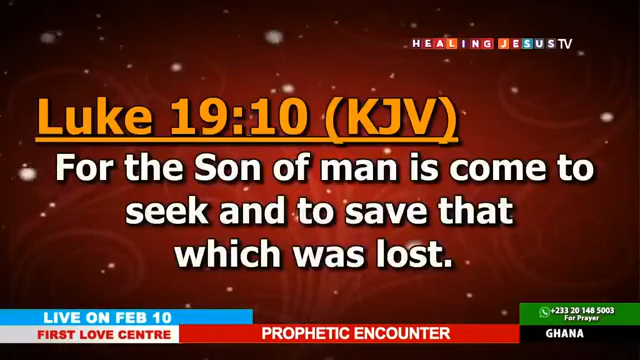 HEALING JESUS TV
Luke 19:10 (KJV)
For the Son of man is come to
seek and to save that
which was lost.
LIVE ON FEB 10
FIRST LOVE CENTRE
PROPHETIC ENCOUNTER
+233 20 148 5003
For Prayer
GHANA